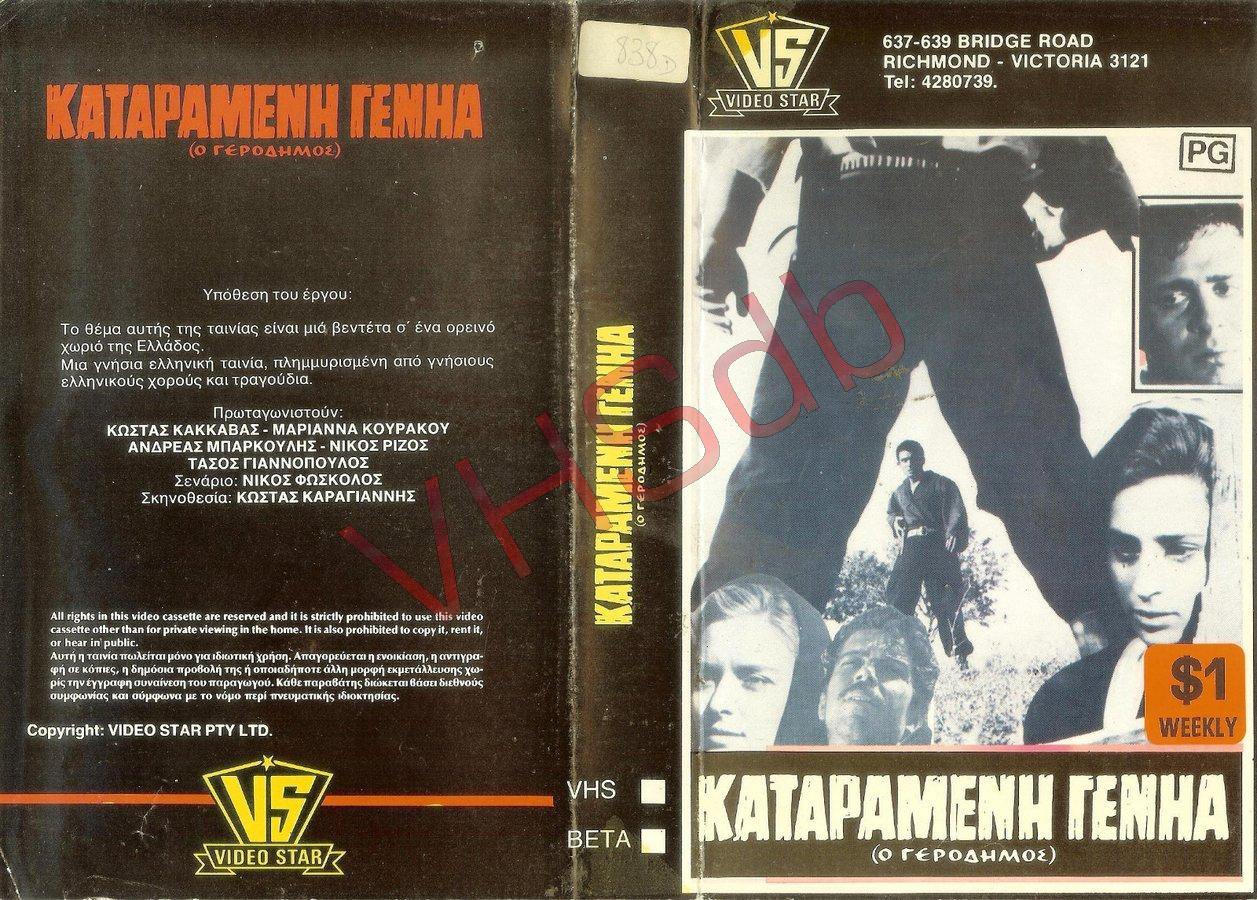 ΚΑΤΑΡΑΜΕΝΗ ΓΕΝΗΑ
(Ο ΓΕΡΟΔΗΜΟΣ)
Υπόθεση του έργου:
Το θέμα αυτής της ταινίας είναι μιά βεντέτα σ΄ ένα ορεινό
χωριό της Ελλάδος.
Μια γνήσια ελληνική ταινία, πλημμυρισμένη από γνήσιους
ελληνικούς χορούς και τραγούδια.
Πρωταγωνιστούν:
ΚΩΣΤΑΣ ΚΑΚΚΑΒΑΣ - ΜΑΡΙΑΝΝΑ ΚΟΥΡΑΚΟΥ
ΑΝΔΡΕΑΣ ΜΠΑΡΚΟΥΛΗΣ - ΝΙΚΟΣ ΡΙΖΟΣ
ΤΑΣΟΣ ΓΙΑΝΝΟΠΟΥΛΟΣ
Σενάριο: ΝΙΚΟΣ ΦΩΣΚΟΛΟΣ
Σκηνοθεσία: ΚΩΣΤΑΣ ΚΑΡΑΓΙΑΝΝΗΣ
All rights in this video cassette are reserved and it is strictly prohibited to use this video
cassette other than for private viewing in the home. It is also prohibited to copy it, rent it,
or hear in public.
Αυτή η ταινία πωλείται μόνο για ιδιωτική χρήση. Απαγορεύεται η ενοικίαση, η αντιγρα-
φή σε κόπιες, η δημόσια προβολή της ή οποιαδήποτε άλλη μορφή εκμετάλλευσης χω-
ρίς την έγγραφη συναίνεση του παραγωγού. Κάθε παραβάτης διώκεται βάσει διεθνούς
συμφωνίας και σύμφωνα με το νόμο περί πνευματικής ιδιοκτησίας.
Copyright: VIDEO STAR PTY LTD.
VS
VIDEO STAR
838D
ΚΑΤΑΡΑΜΕΝΗ ΓΕΝΗΑ
(Ο ΓΕΡΟΔΗΜΟΣ)
VHS
BETA
VS
VIDEO STAR
637-639 BRIDGE ROAD
RICHMOND - VICTORIA 3121
Tel: 4280739.
PG
$1
WEEKLY
ΚΑΤΑΡΑΜΕΝΗ ΓΕΝΗΑ
(Ο ΓΕΡΟΔΗΜΟΣ)
VHSdb